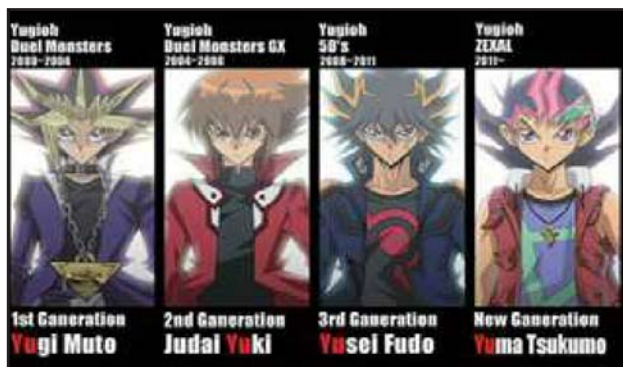 Yugioh
Duel Monsters
2000~2004
1st Ganeration
Yugi Muto
Yugioh
Duel Monsters GX
2004~2008
2nd Ganeration
Judai Yuki
Yugioh
5D's
2008~2011
3rd Ganeration
Yusei Fudo
Yugioh
ZEXAL
2011~
New Ganeration
Yuma Tsukumo